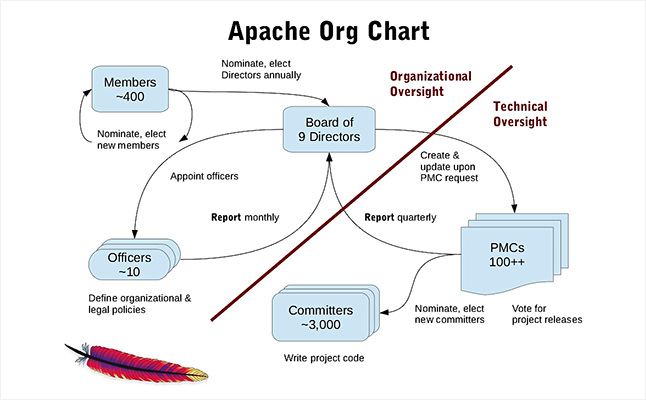 Apache Org Chart
Nominate, elect
Directors annually
Organizational
Oversight
Members
~400
Technical
Oversight
Board of
9 Directors
Nominate, elect
new members
Create &
update upon
PMC request
Appoint officers
Report monthly
Report quarterly
PMCs
100++
Officers
~10
Define organizational &
legal policies
Committers
~3,000
Nominate, elect
new committers
Vote for
project releases
Write project code